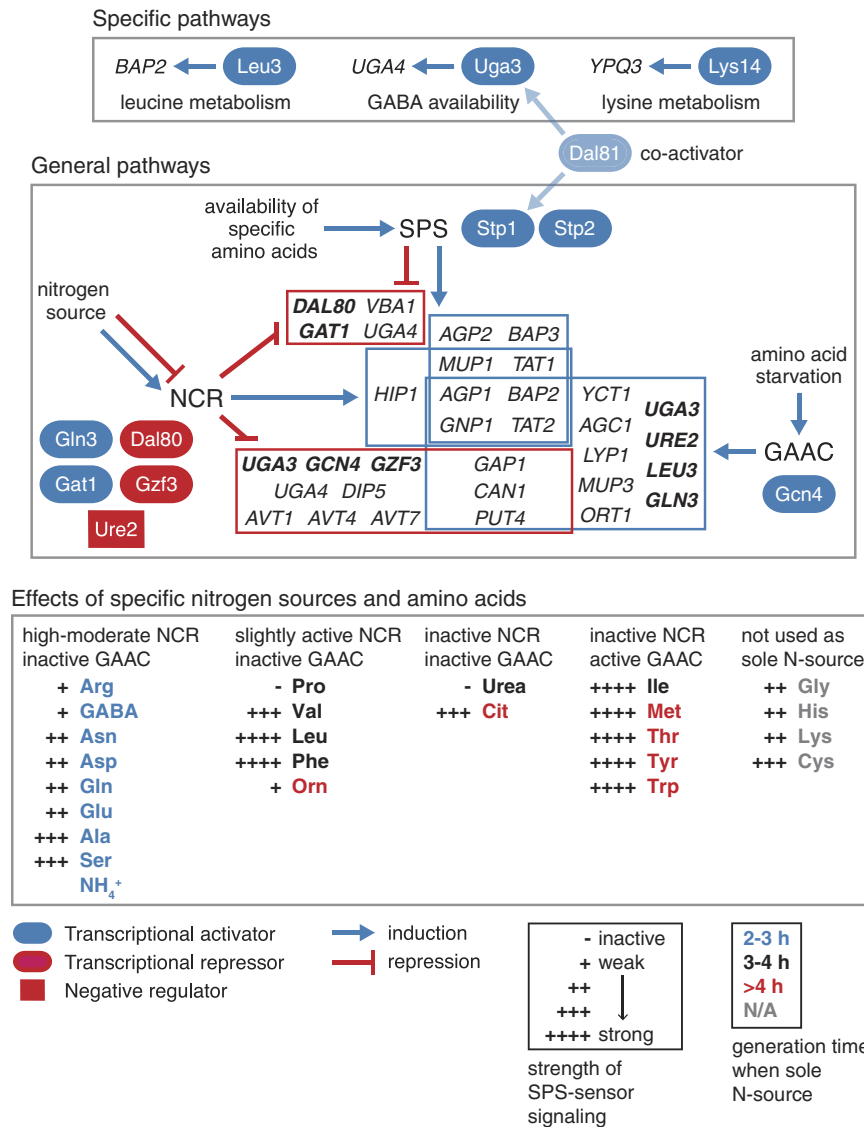 Specific pathways
BAP2 Leu3 UGA4 Uga3 YPQ3 Lys14
leucine metabolism GABA availability lysine metabolism
Dal81 co-activator
General pathways
availability of
specific
amino acids
SPS Stp1 Stp2
nitrogen
source
DAL80 VBA1
GAT1 UGA4
AGP2 BAP3
MUP1 TAT1
HIP1
AGP1 BAP2
GNP1 TAT2
YCT1
AGC1
LYP1
MUP3
ORT1
UGA3
URE2
LEU3
GLN3
amino acid
starvation
GAAC
Gcn4
NCR
Gln3 Dal80
Gat1 Gzf3
Ure2
UGA3 GCN4 GZF3
UGA4 DIP5
AVT1 AVT4 AVT7
GAP1
CAN1
PUT4
Effects of specific nitrogen sources and amino acids
high-moderate NCR
inactive GAAC
+ Arg
+ GABA
++ Asn
++ Asp
++ Gln
++ Glu
+++ Ala
+++ Ser
NH4+
slightly active NCR
inactive GAAC
- Pro
+++ Val
++++ Leu
++++ Phe
+ Orn
inactive NCR
inactive GAAC
- Urea
+++ Cit
inactive NCR
active GAAC
++++ Ile
++++ Met
++++ Thr
++++ Tyr
++++ Trp
not used as
sole N-source
++ Gly
++ His
++ Lys
+++ Cys
Transcriptional activator
Transcriptional repressor
Negative regulator
induction
repression
- inactive
+ weak
++
+++
++++ strong
strength of
SPS-sensor
signaling
2-3 h
3-4 h
>4 h
N/A
generation time
when sole
N-source